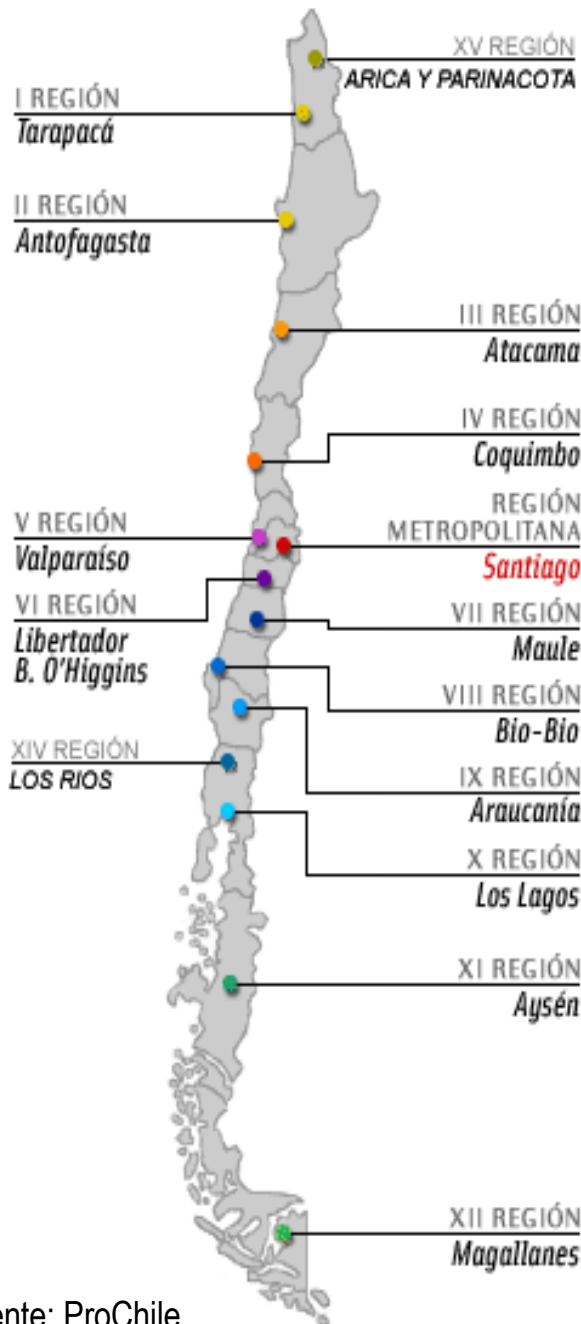 XV REGIÓN
ARICA Y PARINACOTA
I REGIÓN
Tarapacá
II REGIÓN
Antofagasta
III REGIÓN
Atacama
IV REGIÓN
Coquimbo
REGIÓN
METROPOLITANA
Santiago
V REGIÓN
Valparaíso
VI REGIÓN
Libertador
B. O'Higgins
VII REGIÓN
Maule
VIII REGIÓN
Bio-Bio
XIV REGIÓN
LOS RIOS
IX REGIÓN
Araucanía
X REGIÓN
Los Lagos
XI REGIÓN
Aysén
XII REGIÓN
Magallanes
ente: ProChile